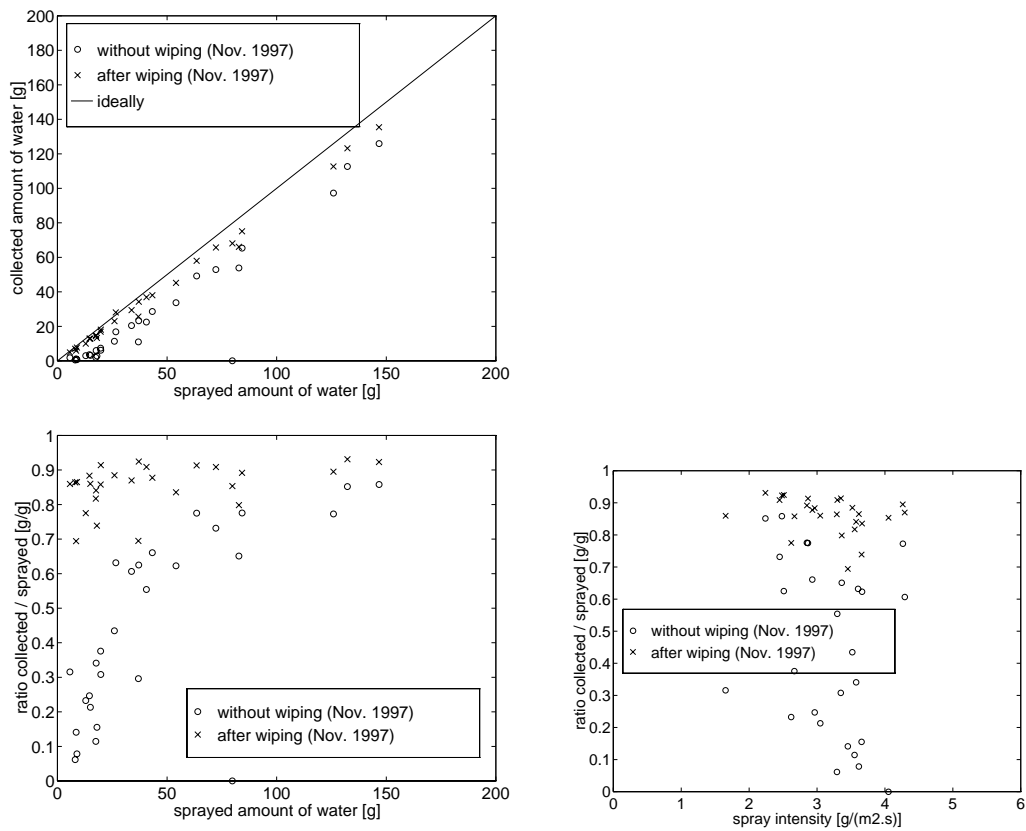 200
180
160
140
120
100
80
60
40
20
0
collected amount of water [g]
without wiping (Nov. 1997)
after wiping (Nov. 1997)
ideally
0 50 100 150 200
sprayed amount of water [g]
1
0.9
0.8
0.7
0.6
0.5
0.4
0.3
0.2
0.1
0
ratio collected / sprayed [g/g]
without wiping (Nov. 1997)
after wiping (Nov. 1997)
0 50 100 150 200
sprayed amount of water [g]
1
0.9
0.8
0.7
0.6
0.5
0.4
0.3
0.2
0.1
0
ratio collected / sprayed [g/g]
without wiping (Nov. 1997)
after wiping (Nov. 1997)
0 1 2 3 4 5 6
spray intensity [g/(m2.s)]